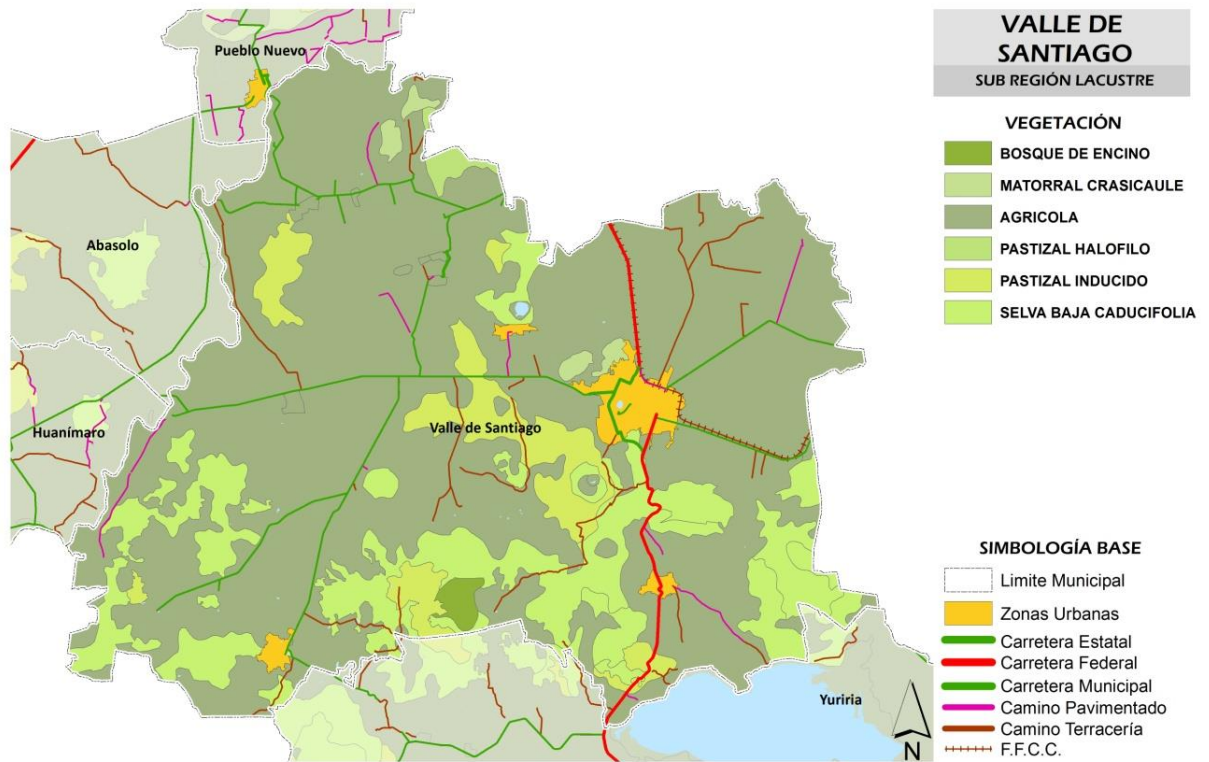 VALLE DE
SANTIAGO
SUB REGIÓN LACUSTRE
VEGETACIÓN
BOSQUE DE ENCINO
MATORRAL CRASICAULE
AGRICOLA
PASTIZAL HALOFILO
PASTIZAL INDUCIDO
SELVA BAJA CADUCIFOLIA
Pueblo Nuevo
Abasolo
Huanímaro
Valle de Santiago
Yuriria
N
SIMBOLOGÍA BASE
Limite Municipal
Zonas Urbanas
Carretera Estatal
Carretera Federal
Carretera Municipal
Camino Pavimentado
Camino Terracería
F.F.C.C.